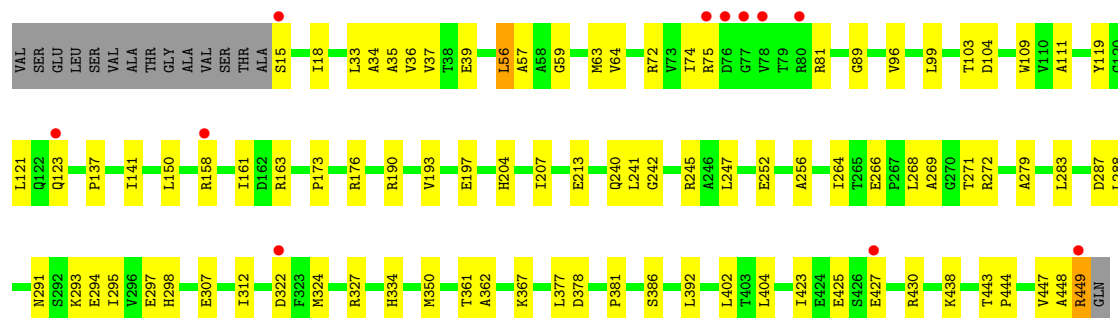 VAL SER GLU LEU SER VAL ALA THR GLY ALA VAL SER THR ALA S15 I18 L33 A34 A35 V36 V37 T38 E39 L56 A57 A58 G59 M63 V64 R72 V73 I74 R75 D76 G77 V78 T79 R80 R81 G89 V96 L99 T103 D104 W109 V110 A111 Y119
L121 Q122 Q123 P137 I141 L150 R158 I161 D162 R163 P173 R176 R190 V193 E197 H204 I207 E213 Q240 L241 G242 R245 A246 L247 E252 A256 I264 T265 E266 P267 L268 A269 G270 T271 R272 A279 L283 D287 L288
N291 S292 K293 E294 I295 V296 E297 H298 E307 I312 D322 F323 M324 R327 H334 M350 T361 A362 K367 L377 D378 P381 S386 L392 L402 T403 L404 I423 E424 E425 S426 E427 R430 K438 T443 P444 V447 A448 R449 GLN